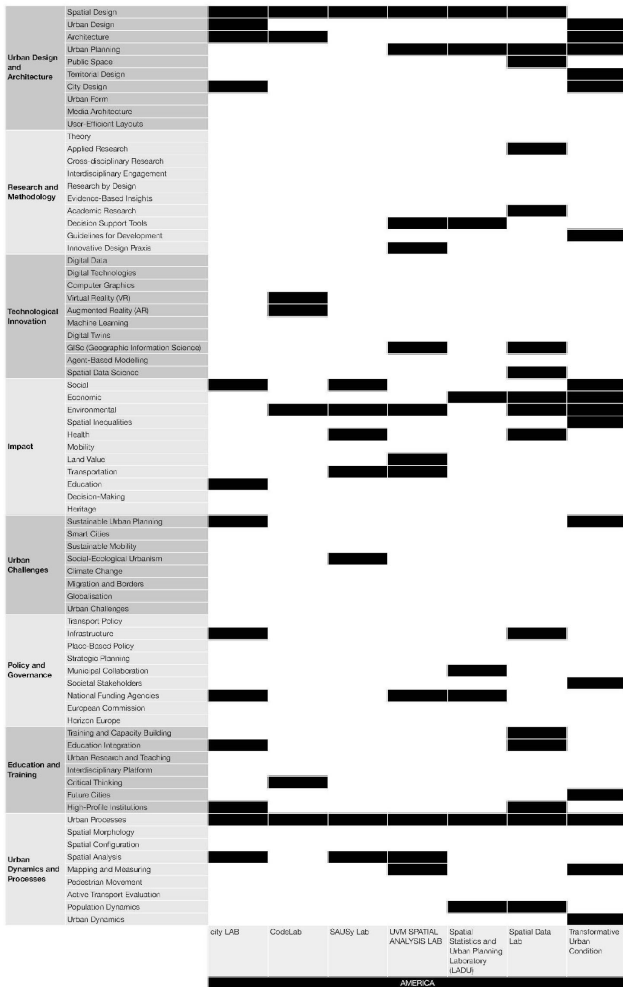 Urban Design
and
Architecture
Spatial Design
Urban Design
Architecture
Urban Planning
Public Space
Territorial Design
City Design
Urban Form
Media Architecture
User-Efficient Layouts
Research and
Methodology
Theory
Applied Research
Cross-disciplinary Research
Interdisciplinary Engagement
Research by Design
Evidence-Based Insights
Academic Research
Decision Support Tools
Guidelines for Development
Innovative Design Praxis
Technological
Innovation
Digital Data
Digital Technologies
Computer Graphics
Virtual Reality (VR)
Augmented Reality (AR)
Machine Learning
Digital Twins
GISc (Geographic Information Science)
Agent-Based Modelling
Spatial Data Science
Impact
Social
Economic
Environmental
Spatial Inequalities
Health
Mobility
Land Value
Transportation
Education
Decision-Making
Heritage
Urban
Challenges
Sustainable Urban Planning
Smart Cities
Sustainable Mobility
Social-Ecological Urbanism
Climate Change
Migration and Borders
Globalisation
Urban Challenges
Policy and
Governance
Transport Policy
Infrastructure
Place-Based Policy
Strategic Planning
Municipal Collaboration
Societal Stakeholders
National Funding Agencies
European Commission
Horizon Europe
Education and
Training
Training and Capacity Building
Education Integration
Urban Research and Teaching
Interdisciplinary Platform
Critical Thinking
Future Cities
High-Profile Institutions
Urban
Dynamics and
Processes
Urban Processes
Spatial Morphology
Spatial Configuration
Spatial Analysis
Mapping and Measuring
Pedestrian Movement
Active Transport Evaluation
Population Dynamics
Urban Dynamics
city LAB
CodeLab
SAUSy Lab
UVM SPATIAL
ANALYSIS LAB
Spatial
Statistics and
Urban Planning
Laboratory
(LADU)
Spatial Data
Lab
Transformative
Urban
Condition
AMERICA